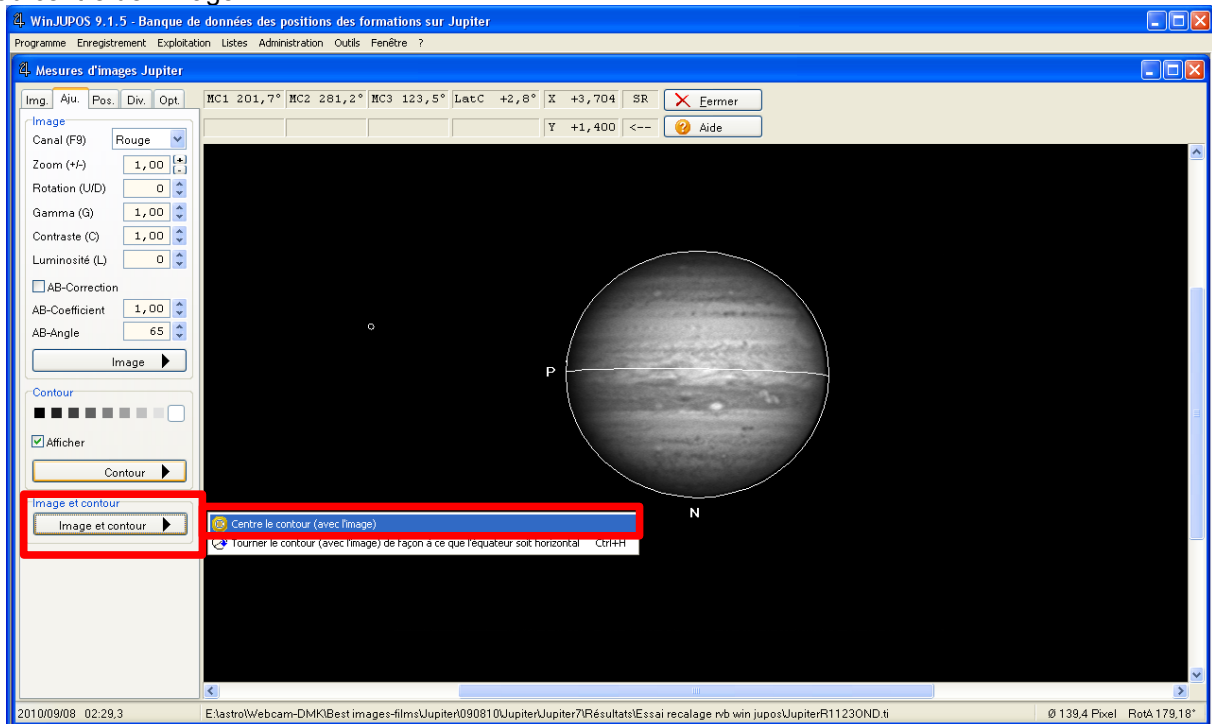 WinJUPOS 9.1.5 - Banque de données des positions des formations sur Jupiter
Programme Enregistrement Exploitation Listes Administration Outils Fenêtre ?
Mesures d'images Jupiter
Img. Aju. Pos. Div. Opt.
MC1 201,7° MC2 281,2° MC3 123,5° LatC +2,8° X +3,704 SR Fermer
Y +1,400 <-- Aide
Image
Canal (F9) Rouge
Zoom (+/-) 1,00 [+] [-]
Rotation (U/D) 0
Gamma (G) 1,00
Contraste (C) 1,00
Luminosité (L) 0
AB-Correction
AB-Coefficient 1,00
AB-Angle 65
Image
P
Contour
Afficher
Contour
Image et contour
Image et contour
N
Centre le contour (avec l'image)
Tourner le contour (avec l'image) de façon à ce que l'équateur soit horizontal Ctrl+H
2010/09/08 02:29,3 E:\astro\Webcam-DMK\Best images-films\Jupiter\090810\Jupiter\Jupiter7\Résultats\Essai recalage rvb win jupos\JupiterR1123OND.ti Ø 139,4 Pixel RotA 179,18°